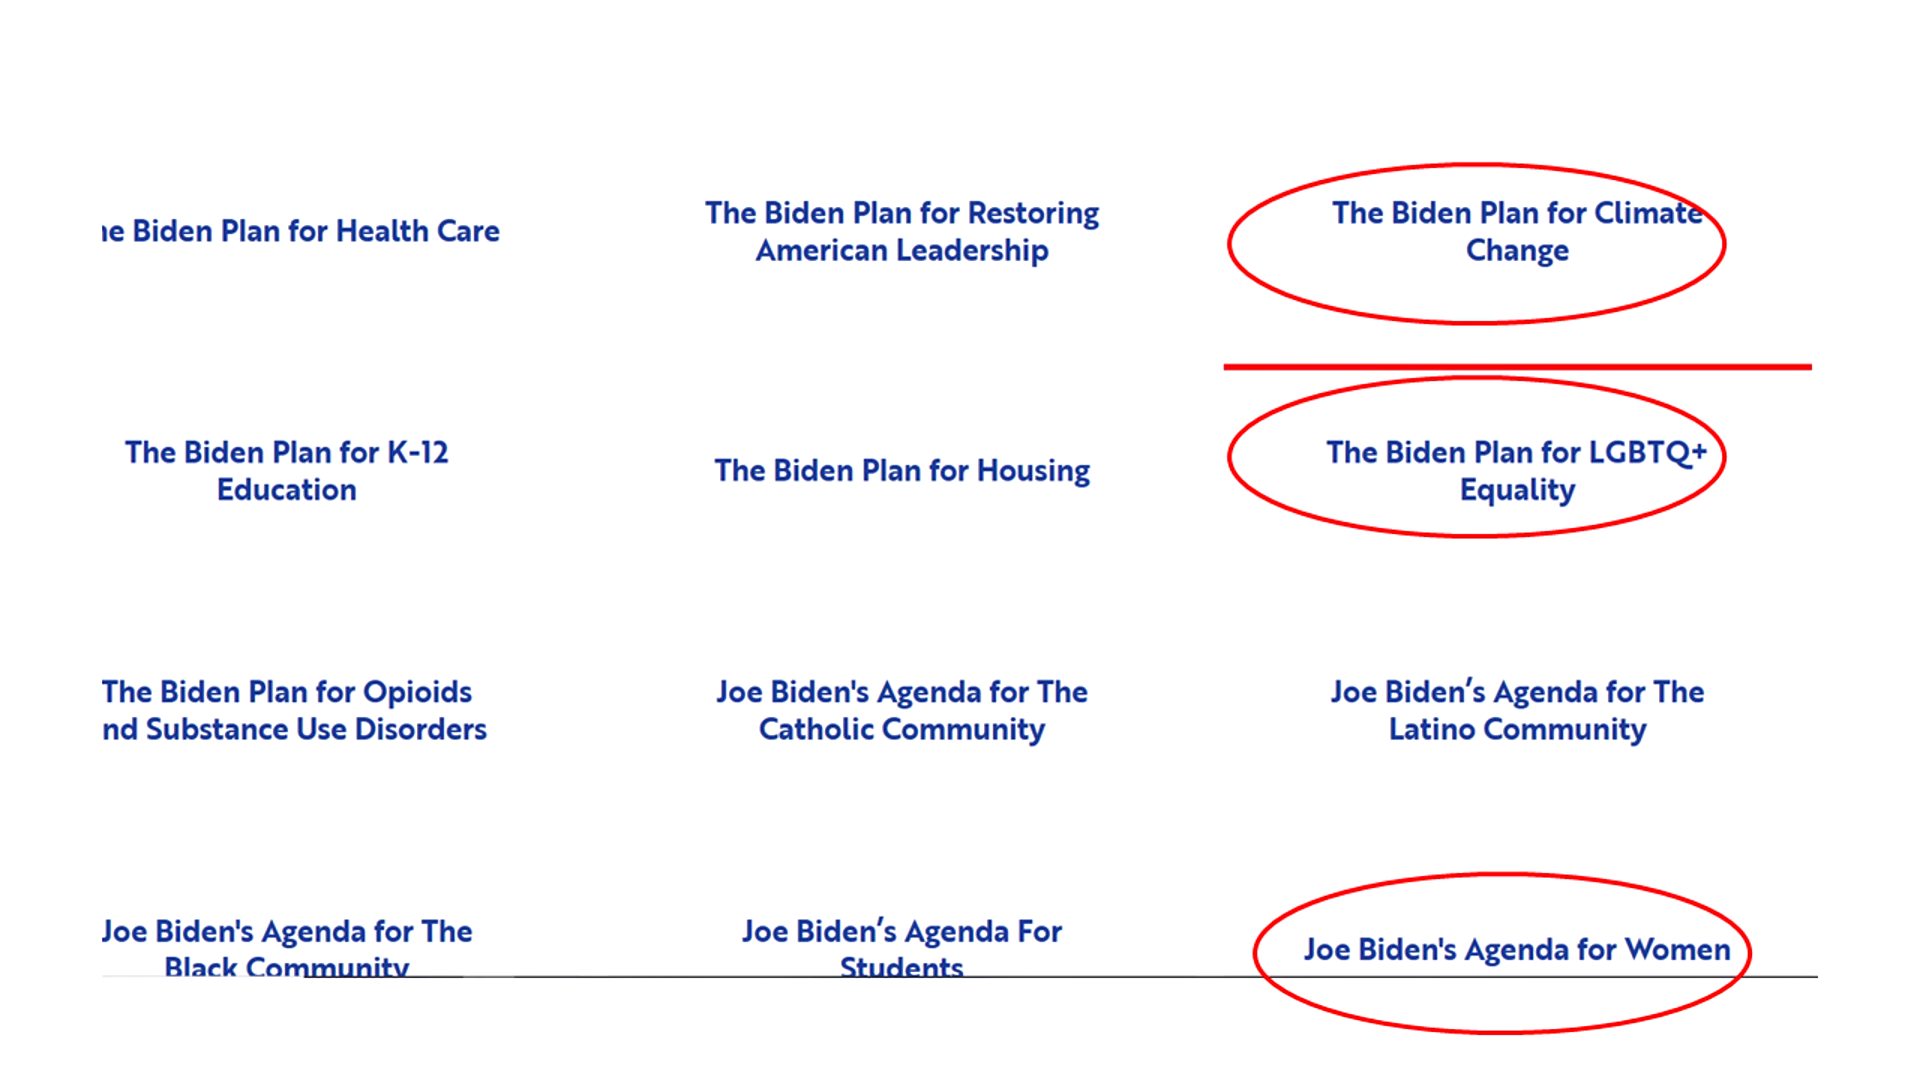 he Biden Plan for Health Care
The Biden Plan for Restoring
American Leadership
The Biden Plan for Climate
Change
The Biden Plan for K-12
Education
The Biden Plan for Housing
The Biden Plan for LGBTQ+
Equality
The Biden Plan for Opioids
nd Substance Use Disorders
Joe Biden's Agenda for The
Catholic Community
Joe Biden’s Agenda for The
Latino Community
Joe Biden's Agenda for The
Black Community
Joe Biden’s Agenda For
Students
Joe Biden's Agenda for Women